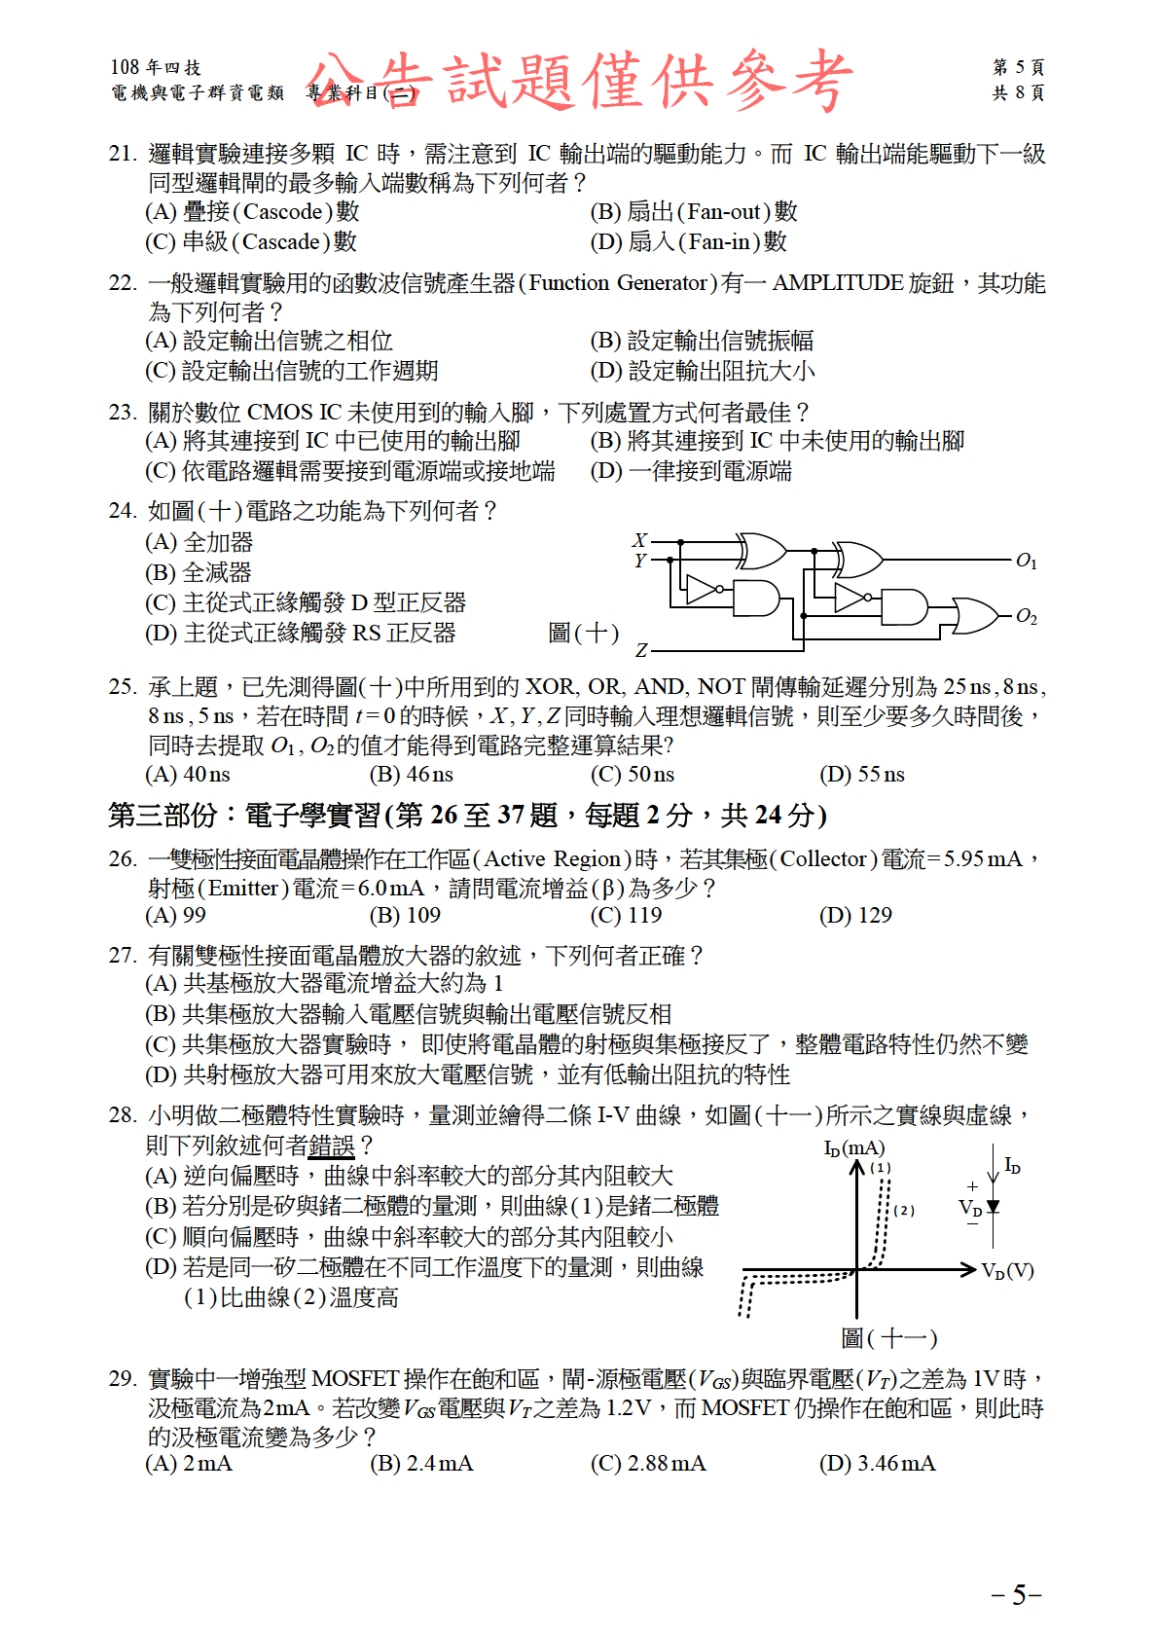 108 年四技
電機與電子群資電類　專業科目(二)
公告試題僅供參考
第 5 頁
共 8 頁
21. 邏輯實驗連接多顆 IC 時，需注意到 IC 輸出端的驅動能力。而 IC 輸出端能驅動下一級
同型邏輯閘的最多輸入端數稱為下列何者？
(A) 疊接(Cascode)數 (B) 扇出(Fan-out)數
(C) 串級(Cascade)數 (D) 扇入(Fan-in)數
22. 一般邏輯實驗用的函數波信號產生器(Function Generator)有一 AMPLITUDE 旋鈕，其功能
為下列何者？
(A) 設定輸出信號之相位 (B) 設定輸出信號振幅
(C) 設定輸出信號的工作週期 (D) 設定輸出阻抗大小
23. 關於數位 CMOS IC 未使用到的輸入腳，下列處置方式何者最佳？
(A) 將其連接到 IC 中已使用的輸出腳 (B) 將其連接到 IC 中未使用的輸出腳
(C) 依電路邏輯需要接到電源端或接地端 (D) 一律接到電源端
24. 如圖(十)電路之功能為下列何者？
(A) 全加器
(B) 全減器
(C) 主從式正緣觸發 D 型正反器
(D) 主從式正緣觸發 RS 正反器
圖(十)
X
Y
Z
O1
O2
25. 承上題，已先測得圖(十)中所用到的 XOR, OR, AND, NOT 閘傳輸延遲分別為 25ns,8ns,
8ns,5ns，若在時間 t=0 的時候，X,Y,Z 同時輸入理想邏輯信號，則至少要多久時間後，
同時去提取 O1, O2的值才能得到電路完整運算結果?
(A) 40ns (B) 46ns (C) 50ns (D) 55ns
第三部份：電子學實習(第 26 至 37 題，每題 2 分，共 24 分)
26. 一雙極性接面電晶體操作在工作區(Active Region)時，若其集極(Collector)電流=5.95mA，
射極(Emitter)電流=6.0mA，請問電流增益(β)為多少？
(A) 99 (B) 109 (C) 119 (D) 129
27. 有關雙極性接面電晶體放大器的敘述，下列何者正確？
(A) 共基極放大器電流增益大約為 1
(B) 共集極放大器輸入電壓信號與輸出電壓信號反相
(C) 共集極放大器實驗時， 即使將電晶體的射極與集極接反了，整體電路特性仍然不變
(D) 共射極放大器可用來放大電壓信號，並有低輸出阻抗的特性
28. 小明做二極體特性實驗時，量測並繪得二條 I-V 曲線，如圖(十一)所示之實線與虛線，
則下列敘述何者錯誤？
(A) 逆向偏壓時，曲線中斜率較大的部分其內阻較大
(B) 若分別是矽與鍺二極體的量測，則曲線(1)是鍺二極體
(C) 順向偏壓時，曲線中斜率較大的部分其內阻較小
(D) 若是同一矽二極體在不同工作溫度下的量測，則曲線
(1)比曲線(2)溫度高
ID(mA)
(1)
(2)
ID
+
VD
−
VD(V)
圖(十一)
29. 實驗中一增強型 MOSFET 操作在飽和區，閘-源極電壓(VGS)與臨界電壓(VT)之差為 1V 時，
汲極電流為2mA。若改變VGS電壓與VT之差為 1.2V，而 MOSFET 仍操作在飽和區，則此時
的汲極電流變為多少？
(A) 2mA (B) 2.4mA (C) 2.88mA (D) 3.46mA
－5－